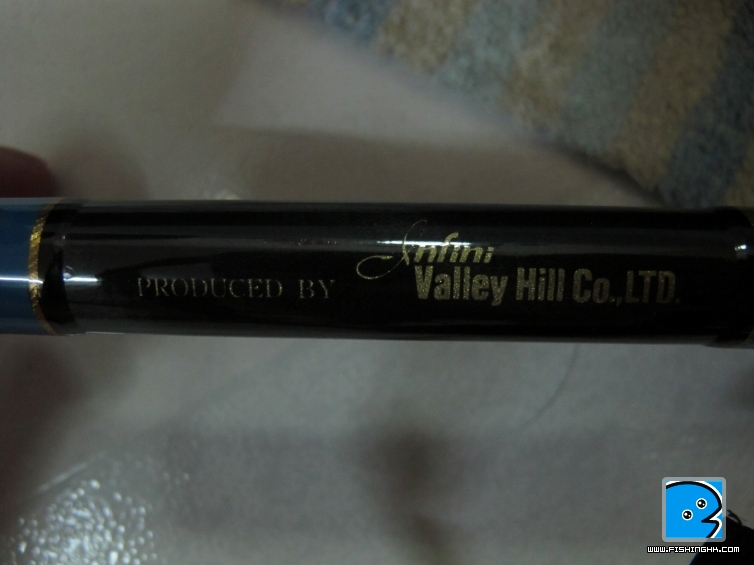 Infini
PRODUCED BY Valley Hill Co.,LTD.
WWW.FISHINGHK.COM